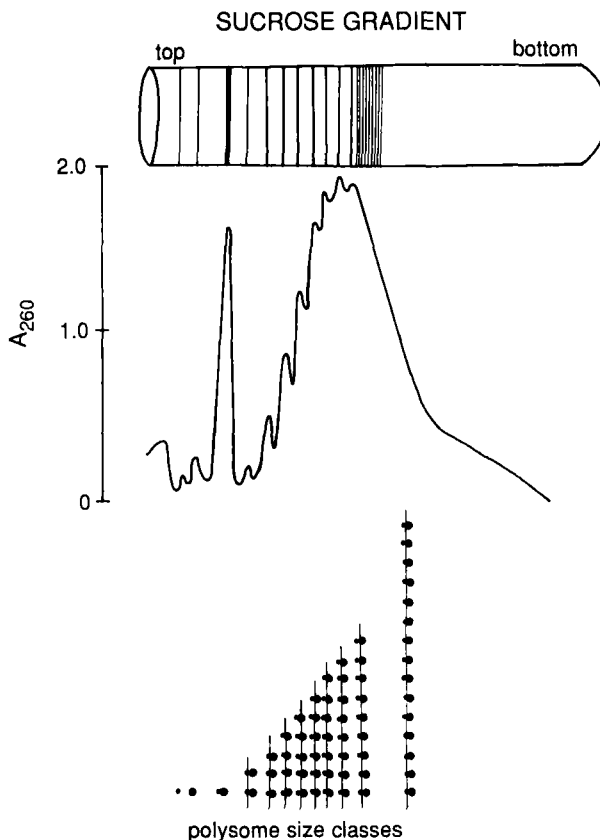 SUCROSE GRADIENT
top
bottom
2.0
1.0
0
A260
polysome size classes